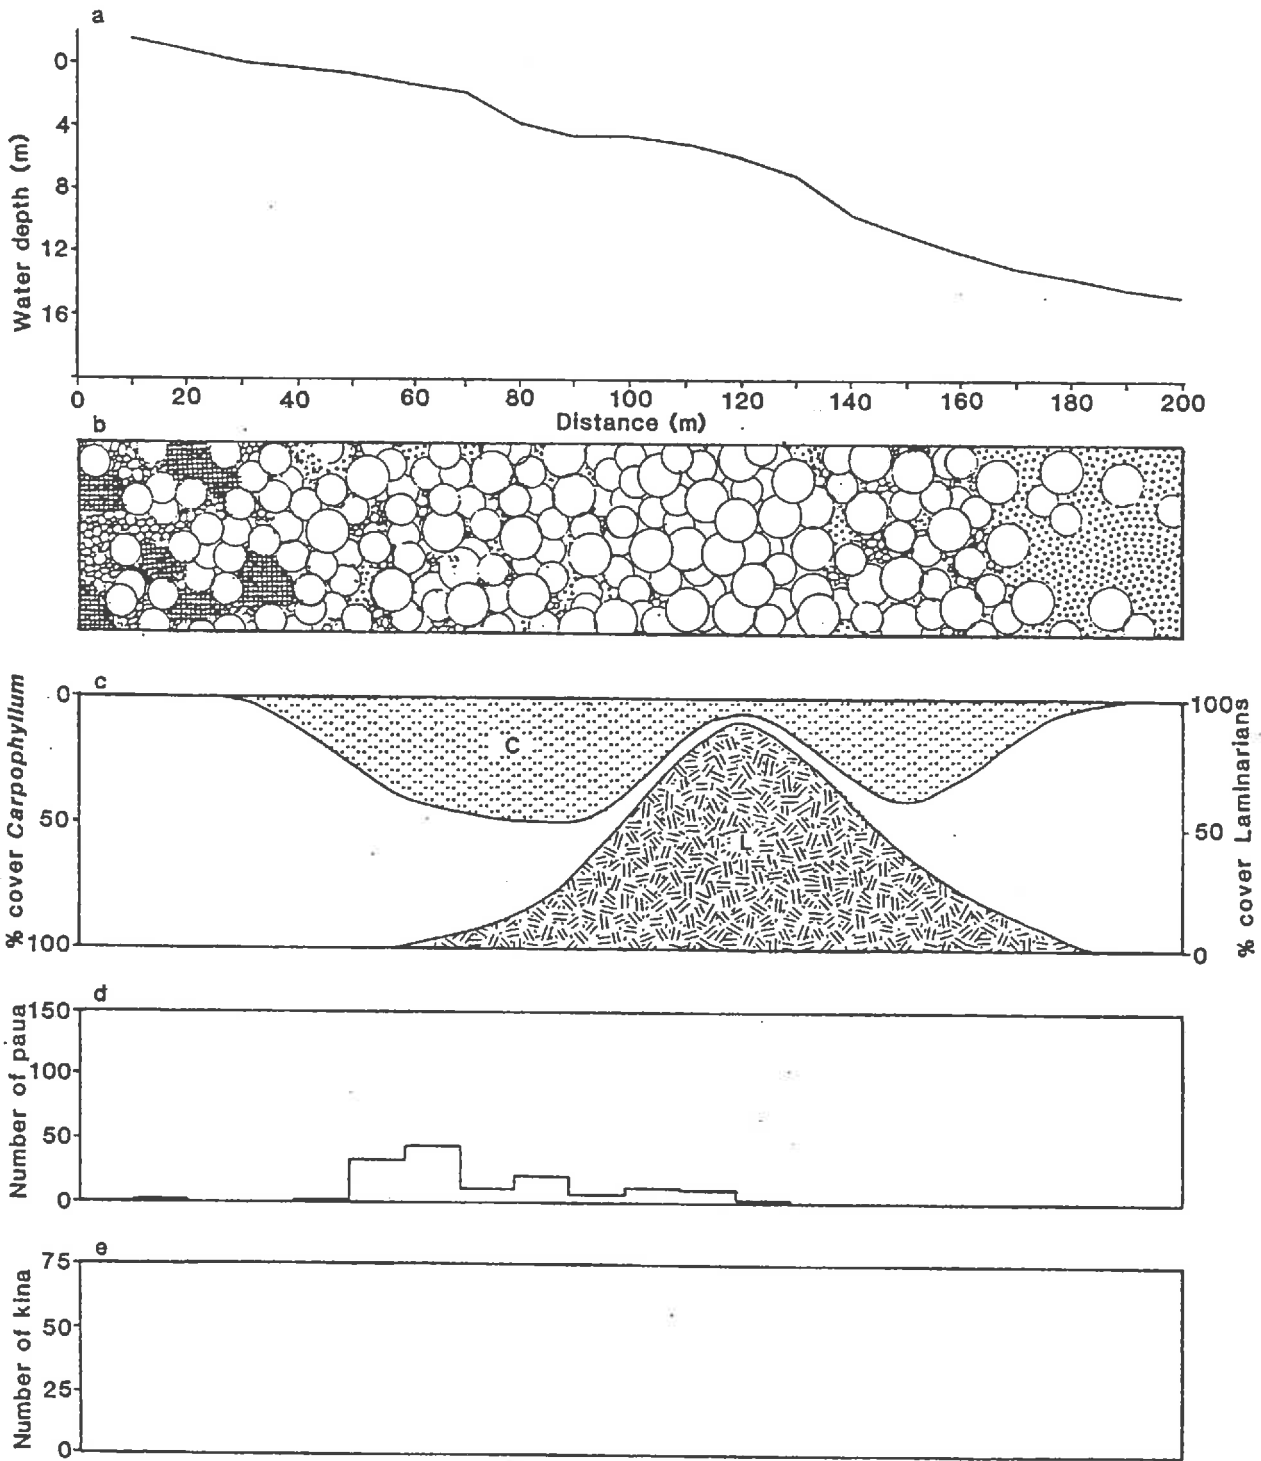 a
0
4
8
12
16
Water depth (m)
0 20 40 60 80 100 120 140 160 180 200
Distance (m)
b
c
0
50
100
% cover Carpophyllum
C
L
100%
50
0
% cover Laminarians
d
150
100
50
0
Number of paua
e
75
50
25
0
Number of kina